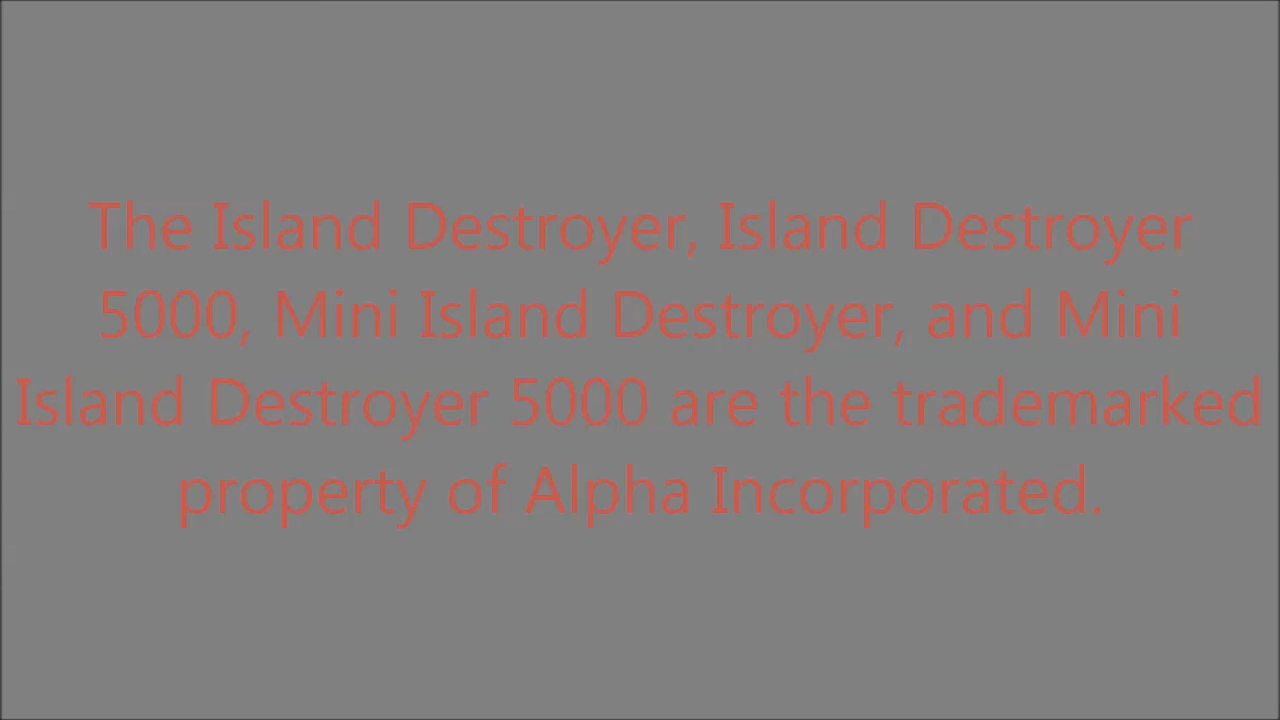 The Island Destroyer, Island Destroyer
5000, Mini Island Destroyer, and Mini
Island Destroyer 5000 are the trademarked
property of Alpha Incorporated.